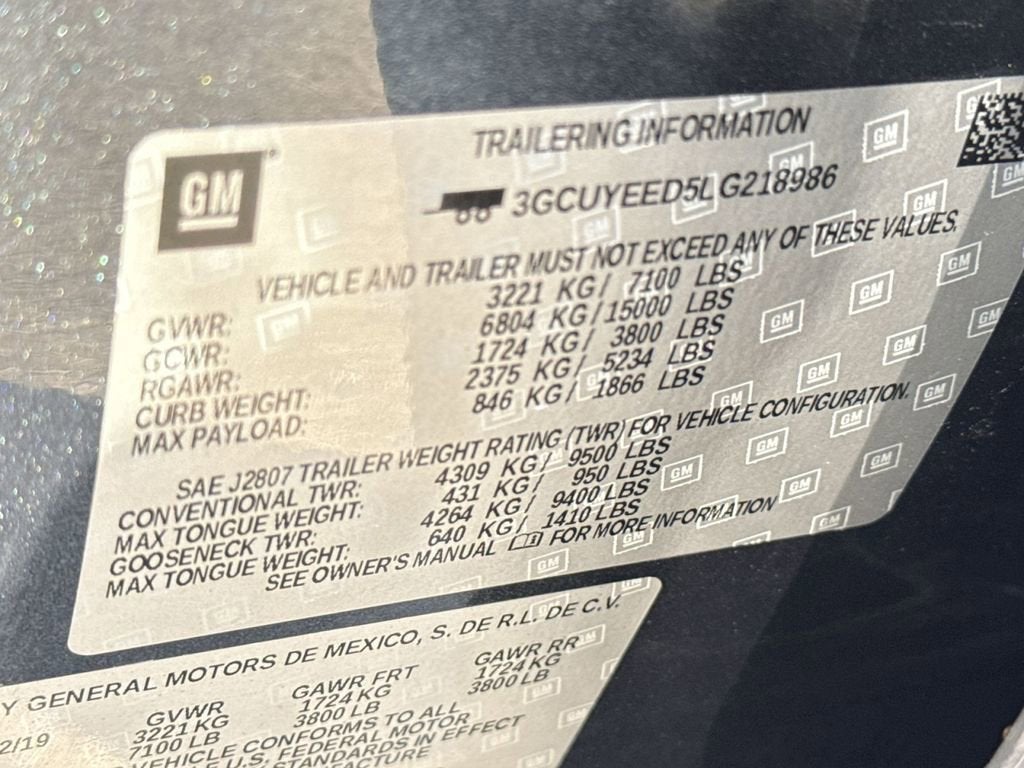 GM
TRAILERING INFORMATION
3GCUYEED5LG218986
VEHICLE AND TRAILER MUST NOT EXCEED ANY OF THESE VALUES.
GVWR: 3221 KG/ 7100 LBS
GCWR: 6804 KG/15000 LBS
RGAWR: 1724 KG/ 3800 LBS
CURB WEIGHT: 2375 KG/ 5234 LBS
MAX PAYLOAD: 846 KG/ 1866 LBS
SAE J2807 TRAILER WEIGHT RATING (TWR) FOR VEHICLE CONFIGURATION.
CONVENTIONAL TWR: 4309 KG/ 9500 LBS
MAX TONGUE WEIGHT: 431 KG/ 950 LBS
GOOSENECK TWR: 4264 KG/ 9400 LBS
MAX TONGUE WEIGHT: 640 KG/ 1410 LBS
SEE OWNER'S MANUAL FOR MORE INFORMATION
Y GENERAL MOTORS DE MEXICO, S. DE R.L. DE C.V.
GVWR GAWR FRT GAWR RR
2/19 3221 KG 1724 KG 1724 KG
7100 LB 3800 LB 3800 LB
VEHICLE CONFORMS TO ALL
U.S. FEDERAL MOTOR
STANDARDS IN EFFECT